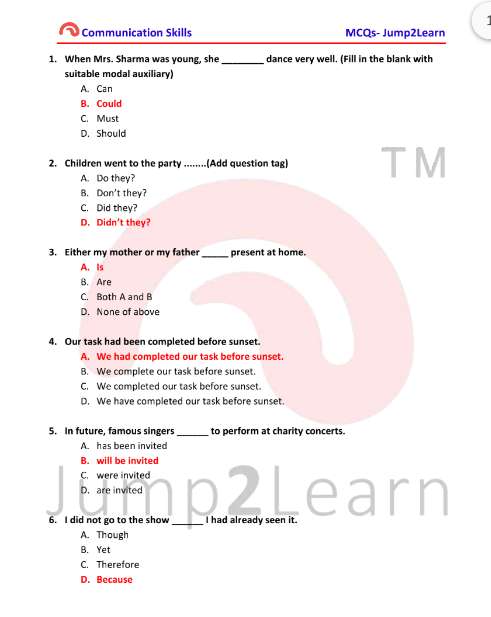 Communication Skills MCQs- Jump2Learn
1
1. When Mrs. Sharma was young, she ________ dance very well. (Fill in the blank with
suitable modal auxiliary)
A. Can
B. Could
C. Must
D. Should
TM
2. Children went to the party ........(Add question tag)
A. Do they?
B. Don't they?
C. Did they?
D. Didn't they?
3. Either my mother or my father _____ present at home.
A. Is
B. Are
C. Both A and B
D. None of above
4. Our task had been completed before sunset.
A. We had completed our task before sunset.
B. We complete our task before sunset.
C. We completed our task before sunset.
D. We have completed our task before sunset.
5. In future, famous singers ______ to perform at charity concerts.
A. has been invited
B. will be invited
C. were invited
D. are invited
Jump2Learn
6. I did not go to the show ______ I had already seen it.
A. Though
B. Yet
C. Therefore
D. Because